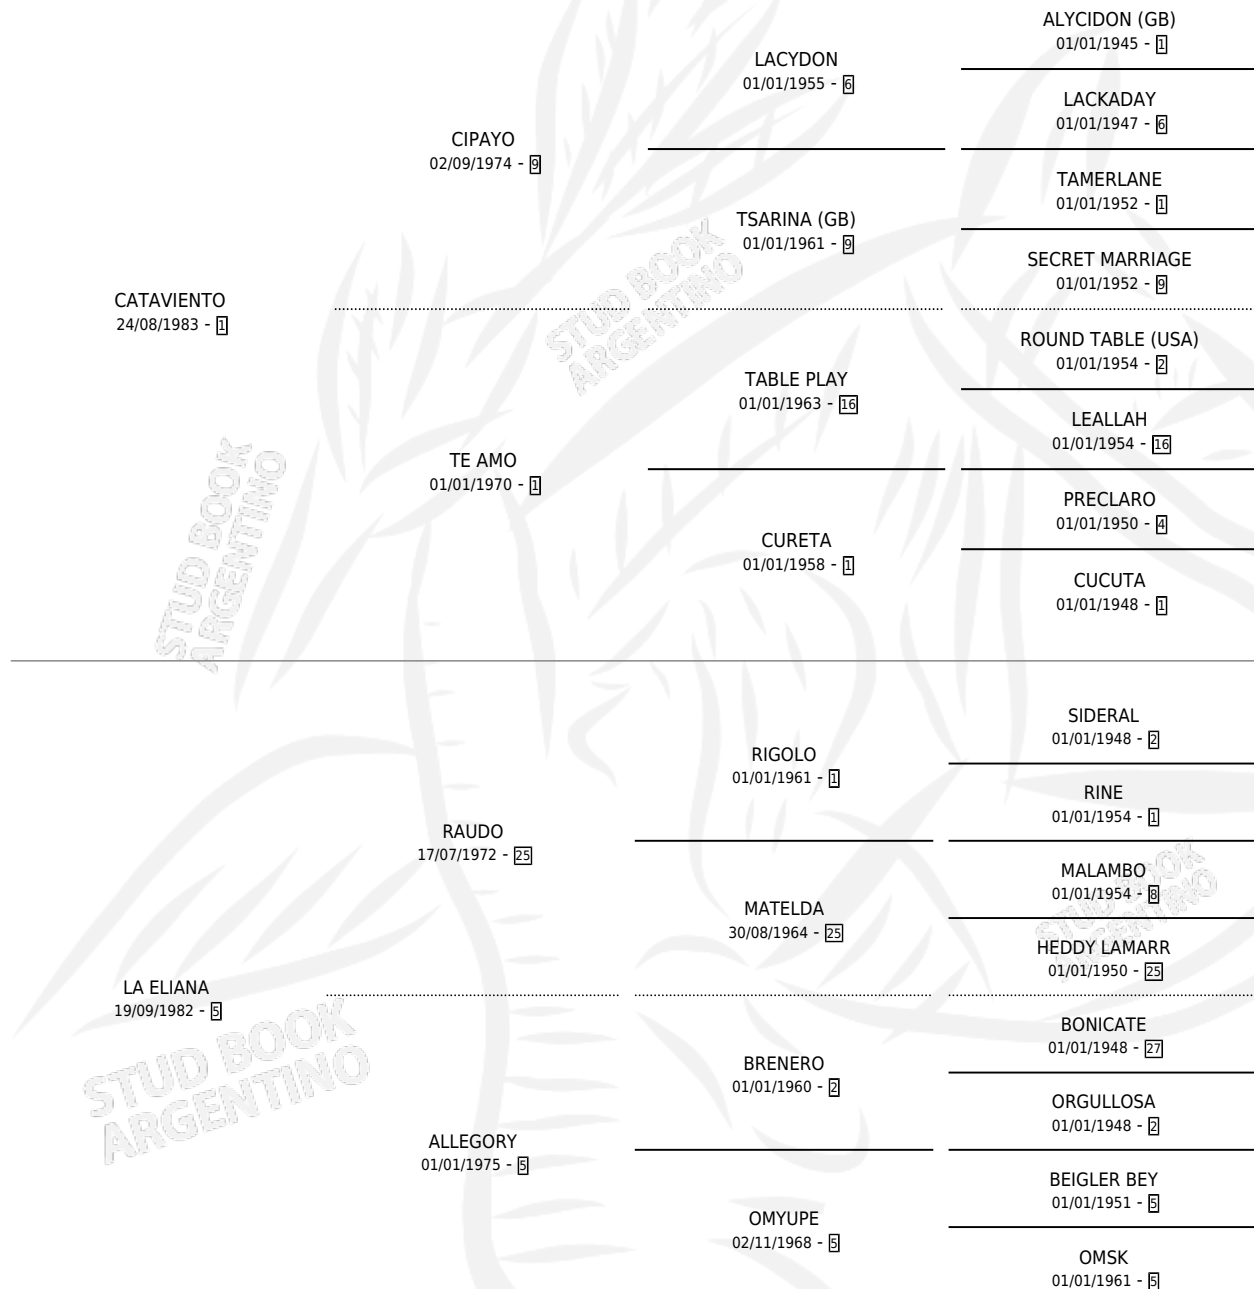 ALYCIDON (GB)
01/01/1945 - 1
LACYDON
01/01/1955 - 6
LACKADAY
01/01/1947 - 6
CIPAYO
02/09/1974 - 9
TAMERLANE
01/01/1952 - 1
TSARINA (GB)
01/01/1961 - 9
SECRET MARRIAGE
01/01/1952 - 9
CATAVIENTO
24/08/1983 - 1
STUD BOOK
ARGENTINO
ROUND TABLE (USA)
01/01/1954 - 2
TABLE PLAY
01/01/1963 - 16
LEALLAH
01/01/1954 - 16
TE AMO
01/01/1970 - 1
PRECLARO
01/01/1950 - 4
CURETA
01/01/1958 - 1
CUCUTA
01/01/1948 - 1
STUD BOOK
ARGENTINO
SIDERAL
01/01/1948 - 2
RIGOLO
01/01/1961 - 1
RINE
01/01/1954 - 1
RAUDO
17/07/1972 - 25
MALAMBO
01/01/1954 - 8
MATELDA
30/08/1964 - 25
HEDDY LAMARR
01/01/1950 - 25
STUD BOOK
ARGENTINO
LA ELIANA
19/09/1982 - 5
BONICATE
01/01/1948 - 27
BRENERO
01/01/1960 - 2
ORGULLOSA
01/01/1948 - 2
STUD BOOK
ARGENTINO
ALLEGORY
01/01/1975 - 5
BEIGLER BEY
01/01/1951 - 5
OMYUPE
02/11/1968 - 5
OMSK
01/01/1961 - 5